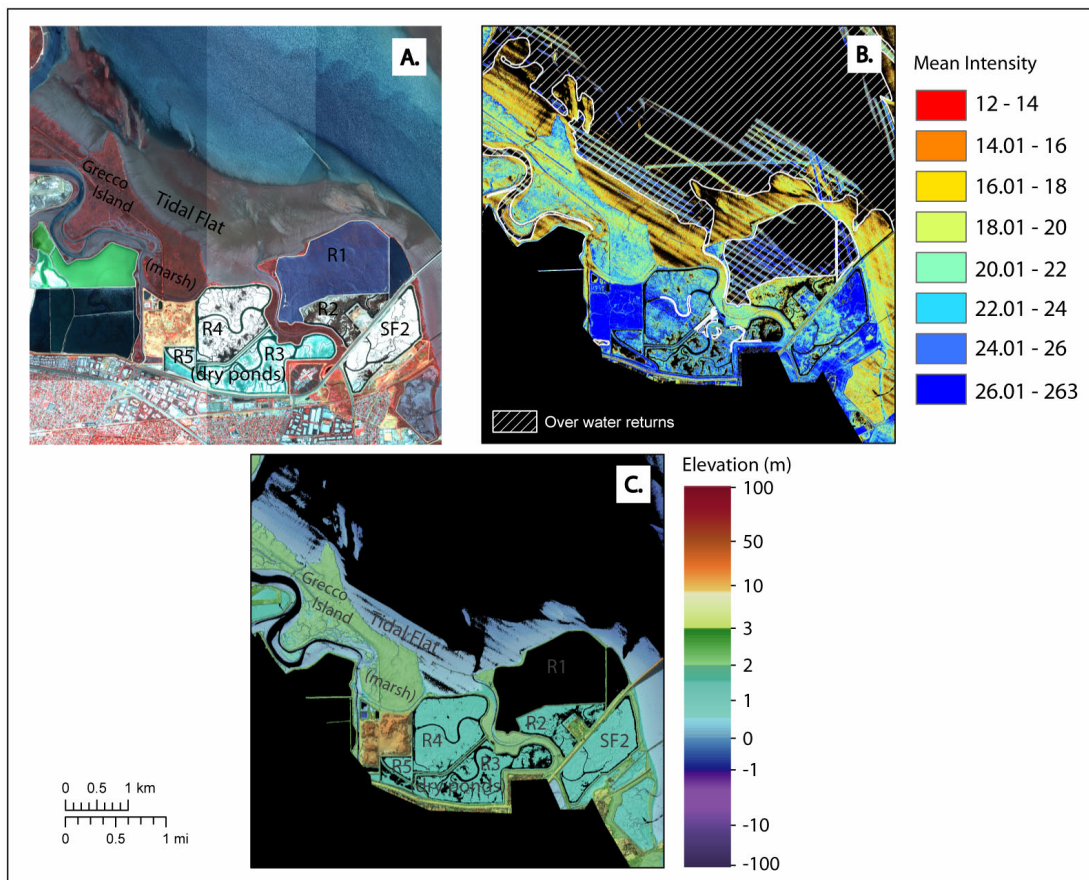 A.
Grecco
Island
Tidal Flat
(marsh)
R1
R2
R4
R3
R5
(dry ponds)
SF2
B.
Over water returns
Mean Intensity
12 - 14
14.01 - 16
16.01 - 18
18.01 - 20
20.01 - 22
22.01 - 24
24.01 - 26
26.01 - 263
C.
Grecco
Island
Tidal Flat
(marsh)
R1
R2
R4
R3
R5
(dry ponds)
SF2
Elevation (m)
100
50
10
3
2
1
0
-1
-10
-100
0 0.5 1 km
0 0.5 1 mi